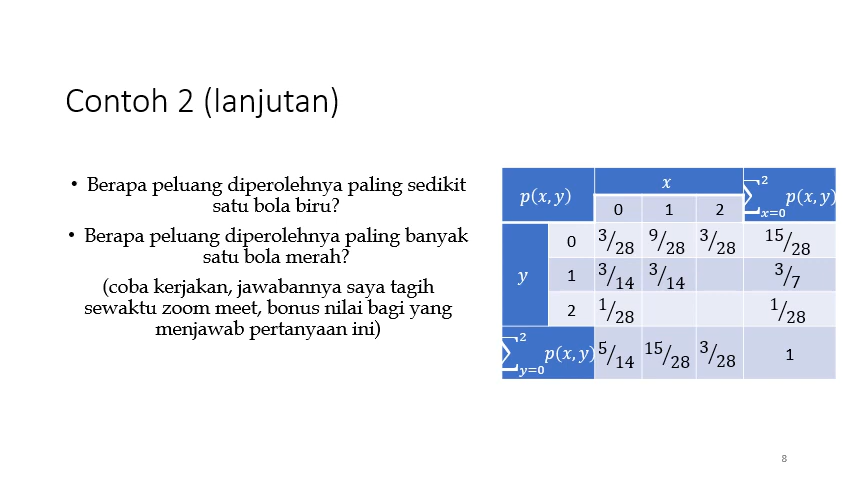 Contoh 2 (lanjutan)
• Berapa peluang diperolehnya paling sedikit
satu bola biru?
• Berapa peluang diperolehnya paling banyak
satu bola merah?
(coba kerjakan, jawabannya saya tagih
sewaktu zoom meet, bonus nilai bagi yang
menjawab pertanyaan ini)
p(x, y) x ∑_{x=0}^{2} p(x, y)
0 1 2
y 0 3/28 9/28 3/28 15/28
1 3/14 3/14 3/7
2 1/28 1/28
∑_{y=0}^{2} p(x, y) 5/14 15/28 3/28 1
8